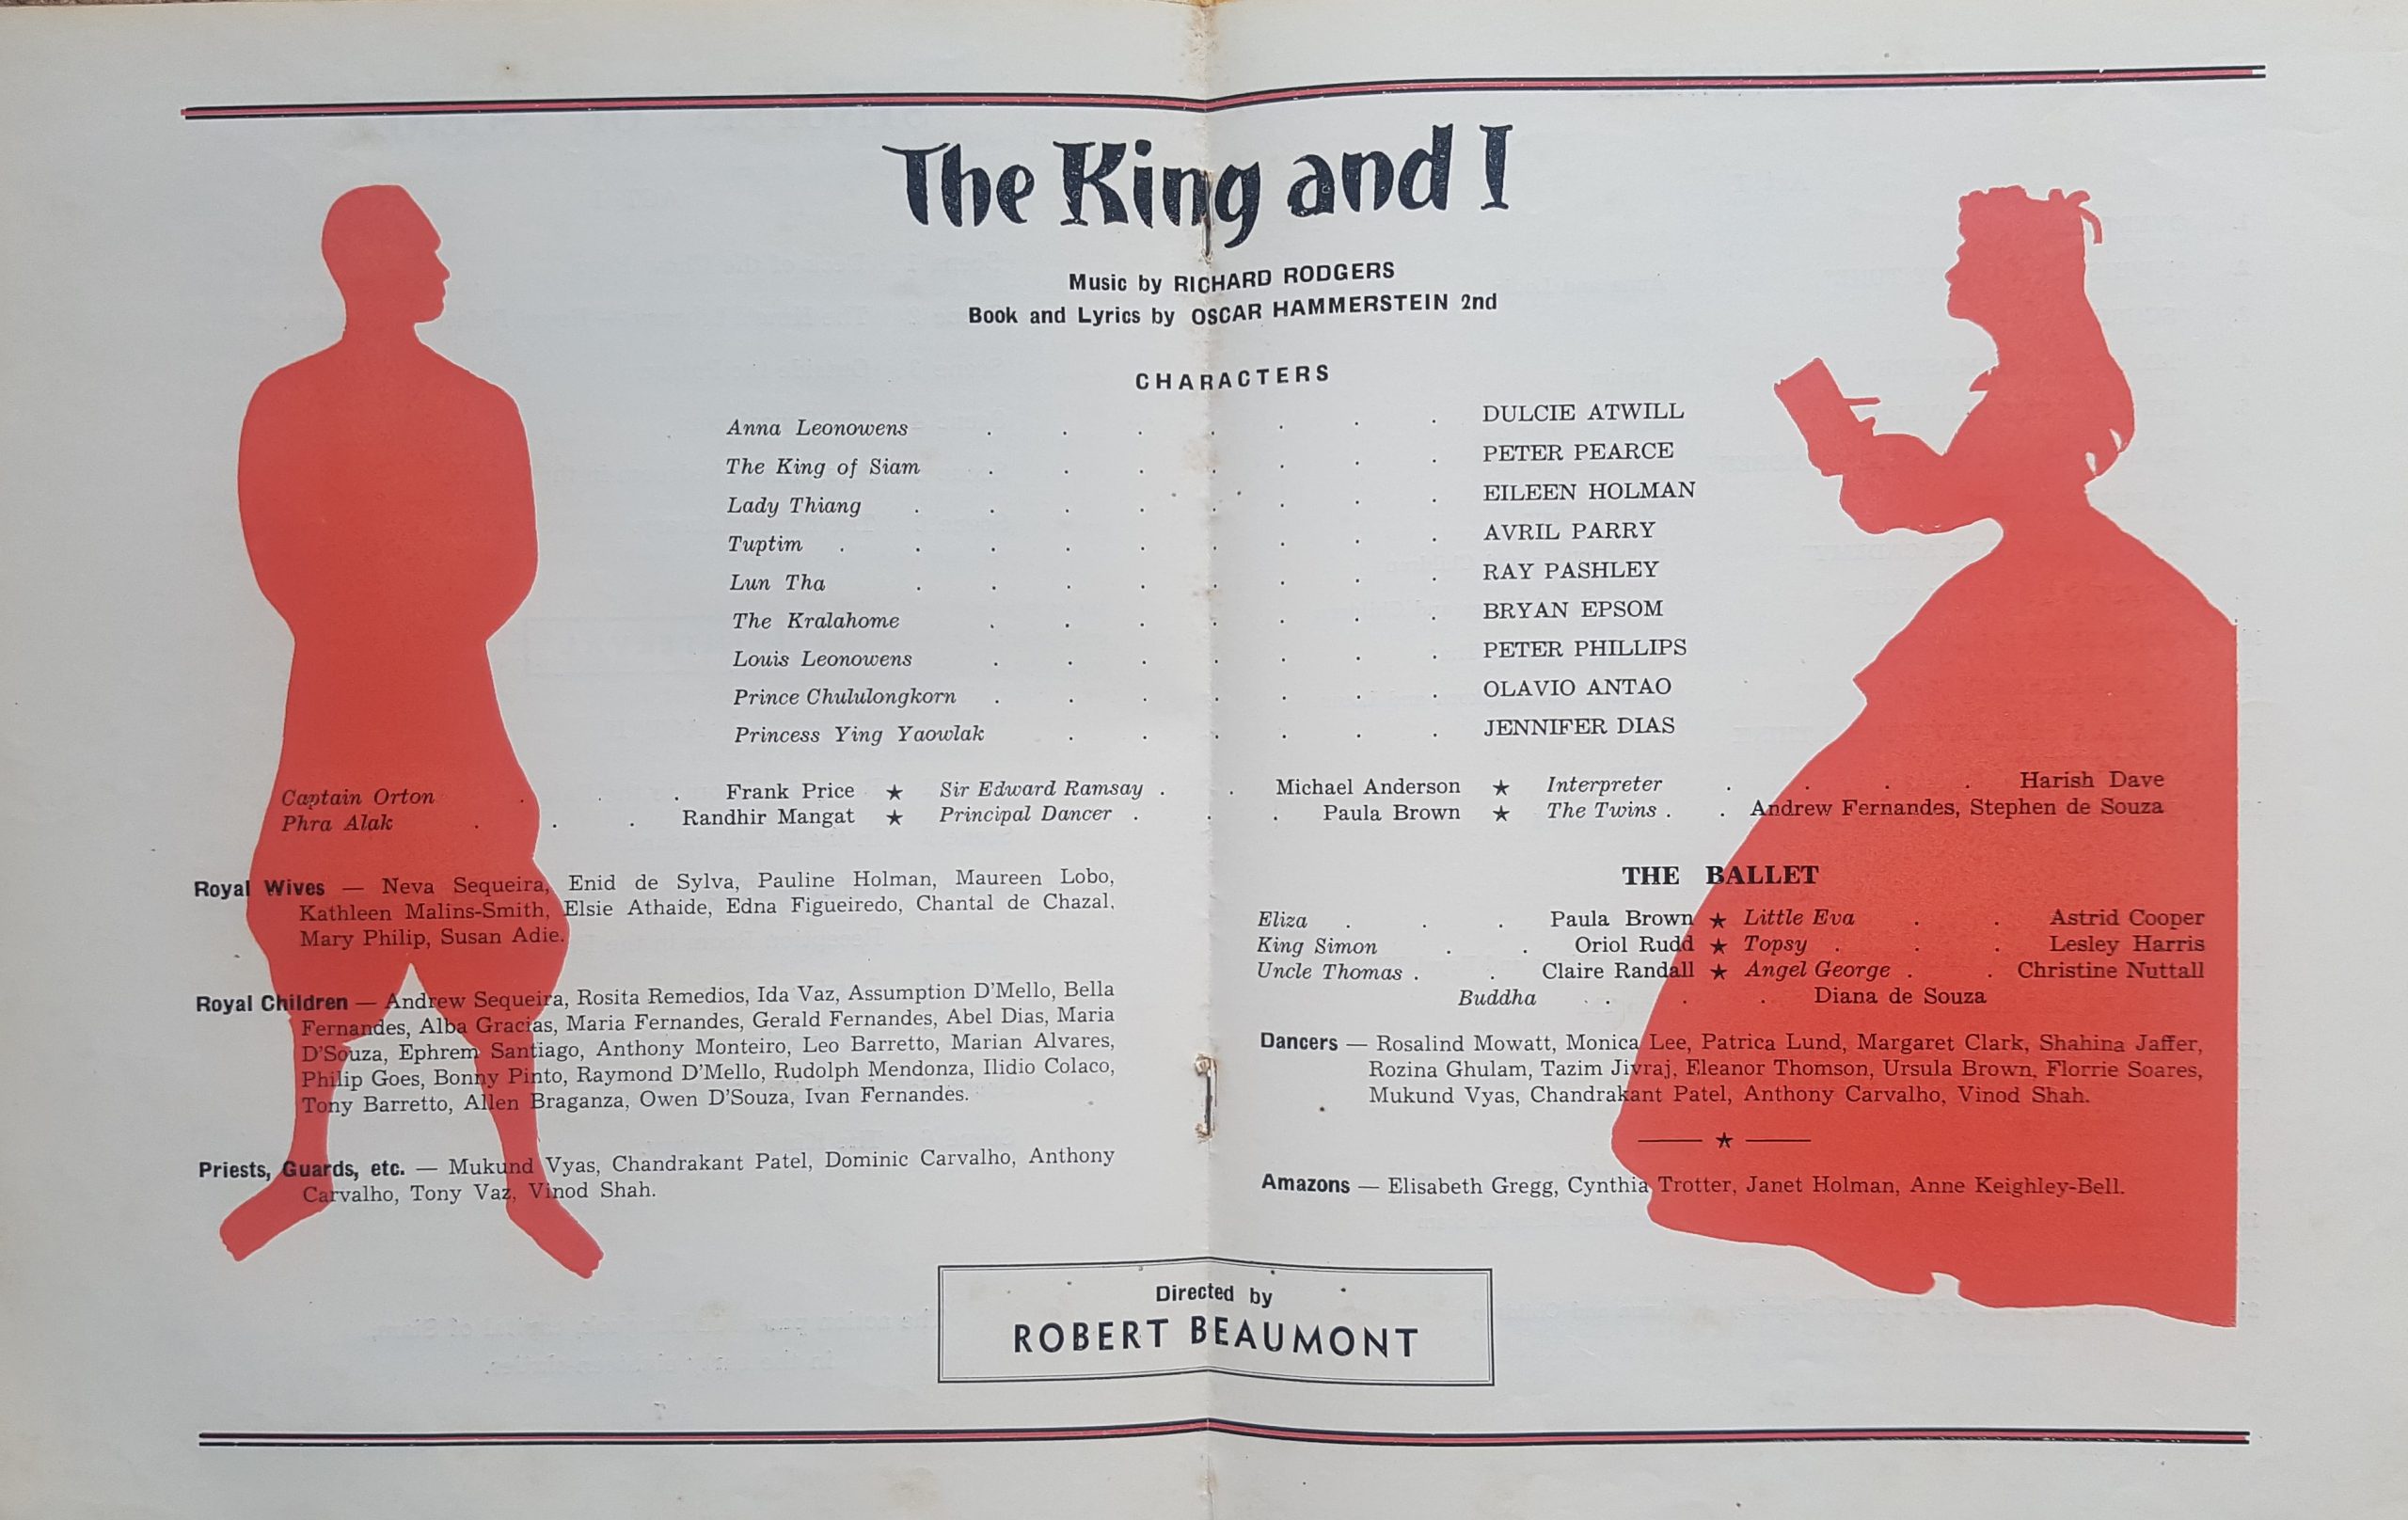 The King and I
Music by RICHARD RODGERS
Book and Lyrics by OSCAR HAMMERSTEIN 2nd
CHARACTERS
Anna Leonowens . . . . . . . DULCIE ATWILL
The King of Siam . . . . . . . PETER PEARCE
Lady Thiang . . . . . . . . EILEEN HOLMAN
Tuptim . . . . . . . . . AVRIL PARRY
Lun Tha . . . . . . . . RAY PASHLEY
The Kralahome . . . . . . . BRYAN EPSOM
Louis Leonowens . . . . . . . PETER PHILLIPS
Prince Chululongkorn . . . . . . . OLAVIO ANTAO
Princess Ying Yaowlak . . . . . . JENNIFER DIAS
Captain Orton . . . Frank Price ★ Sir Edward Ramsay . . Michael Anderson ★ Interpreter . . . . Harish Dave
Phra Alak . . . Randhir Mangat ★ Principal Dancer . . . Paula Brown ★ The Twins . . Andrew Fernandes, Stephen de Souza
Royal Wives — Neva Sequeira, Enid de Sylva, Pauline Holman, Maureen Lobo,
Kathleen Malins-Smith, Elsie Athaide, Edna Figueiredo, Chantal de Chazal,
Mary Philip, Susan Adie.
Royal Children — Andrew Sequeira, Rosita Remedios, Ida Vaz, Assumption D'Mello, Bella
Fernandes, Alba Gracias, Maria Fernandes, Gerald Fernandes, Abel Dias, Maria
D'Souza, Ephrem Santiago, Anthony Monteiro, Leo Barretto, Marian Alvares,
Philip Goes, Bonny Pinto, Raymond D'Mello, Rudolph Mendonza, Ilidio Colaco,
Tony Barretto, Allen Braganza, Owen D'Souza, Ivan Fernandes.
Priests, Guards, etc. — Mukund Vyas, Chandrakant Patel, Dominic Carvalho, Anthony
Carvalho, Tony Vaz, Vinod Shah.
THE BALLET
Eliza . . . Paula Brown ★ Little Eva . . Astrid Cooper
King Simon . . Oriol Rudd ★ Topsy . . . Lesley Harris
Uncle Thomas . . Claire Randall ★ Angel George . . Christine Nuttall
Buddha . . . . Diana de Souza
Dancers — Rosalind Mowatt, Monica Lee, Patrica Lund, Margaret Clark, Shahina Jaffer,
Rozina Ghulam, Tazim Jivraj, Eleanor Thomson, Ursula Brown, Florrie Soares,
Mukund Vyas, Chandrakant Patel, Anthony Carvalho, Vinod Shah.
★
Amazons — Elisabeth Gregg, Cynthia Trotter, Janet Holman, Anne Keighley-Bell.
Directed by
ROBERT BEAUMONT